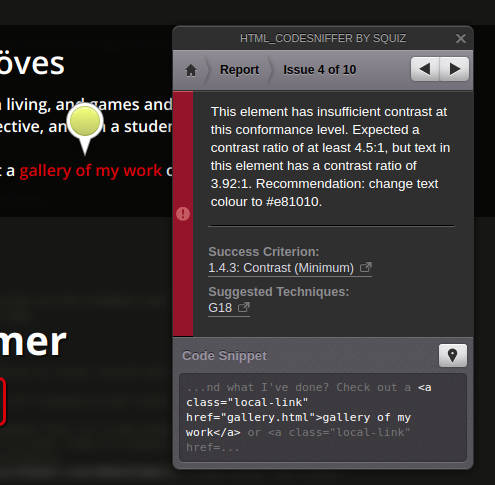 HTML_CODESNIFFER BY SQUIZ
Report
Issue 4 of 10
öves
living, and games and
ective, an
n a studen
t a gallery of my work
This element has insufficient contrast at
this conformance level. Expected a
contrast ratio of at least 4.5:1, but text in
this element has a contrast ratio of
3.92:1. Recommendation: change text
colour to #e81010.
Success Criterion:
1.4.3: Contrast (Minimum)
Suggested Techniques:
G18
mer
Code Snippet
...nd what I've done? Check out a <a
class="local-link"
href="gallery.html">gallery of my
work</a> or <a class="local-link"
href=...